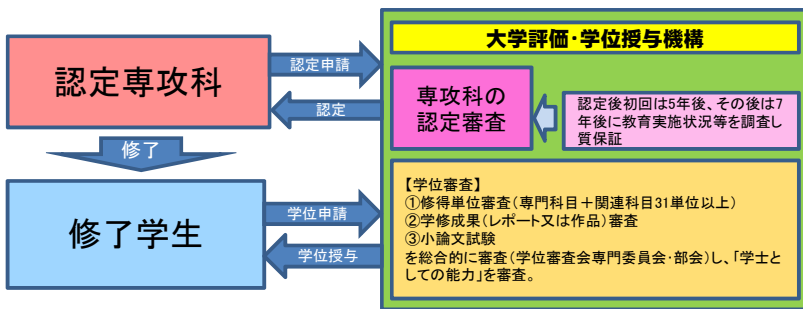 大学評価・学位授与機構
認定専攻科
認定申請
認定
専攻科の
認定審査
認定後初回は5年後、その後は7
年後に教育実施状況等を調査し
質保証
修了
修了学生
学位申請
学位授与
【学位審査】
①修得単位審査（専門科目＋関連科目31単位以上）
②学修成果（レポート又は作品）審査
③小論文試験
を総合的に審査（学位審査会専門委員会・部会）し、「学士と
しての能力」を審査。